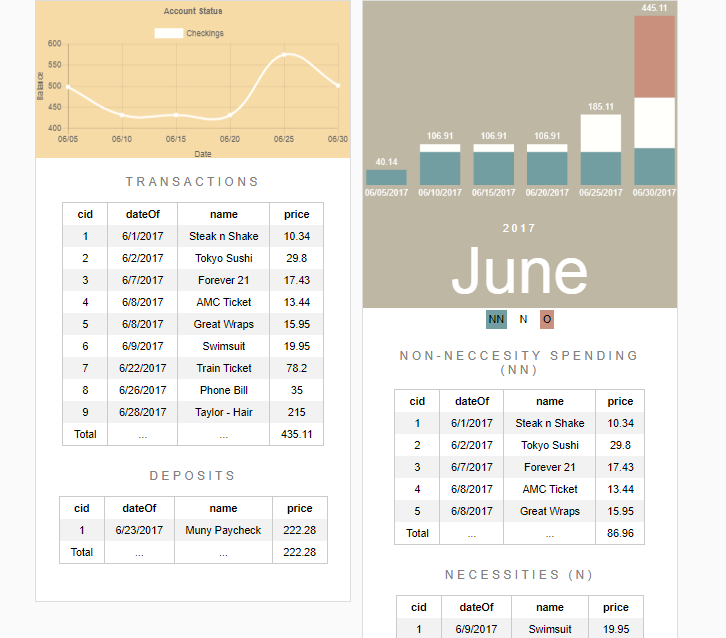 Account Status
Checkings
600
550
500
450
400
Balance
06/05 06/10 06/15 06/20 06/25 06/30
Date
TRANSACTIONS
cid dateOf name price
1 6/1/2017 Steak n Shake 10.34
2 6/2/2017 Tokyo Sushi 29.8
3 6/7/2017 Forever 21 17.43
4 6/8/2017 AMC Ticket 13.44
5 6/8/2017 Great Wraps 15.95
6 6/9/2017 Swimsuit 19.95
7 6/22/2017 Train Ticket 78.2
8 6/26/2017 Phone Bill 35
9 6/28/2017 Taylor - Hair 215
Total ... ... 435.11
DEPOSITS
cid dateOf name price
1 6/23/2017 Muny Paycheck 222.28
Total ... ... 222.28
40.14 106.91 106.91 106.91 185.11 445.11
06/05/2017 06/10/2017 06/15/2017 06/20/2017 06/25/2017 06/30/2017
2017
June
NN N O
NON-NECCESITY SPENDING
(NN)
cid dateOf name price
1 6/1/2017 Steak n Shake 10.34
2 6/2/2017 Tokyo Sushi 29.8
3 6/7/2017 Forever 21 17.43
4 6/8/2017 AMC Ticket 13.44
5 6/8/2017 Great Wraps 15.95
Total ... ... 86.96
NECESSITIES (N)
cid dateOf name price
1 6/9/2017 Swimsuit 19.95